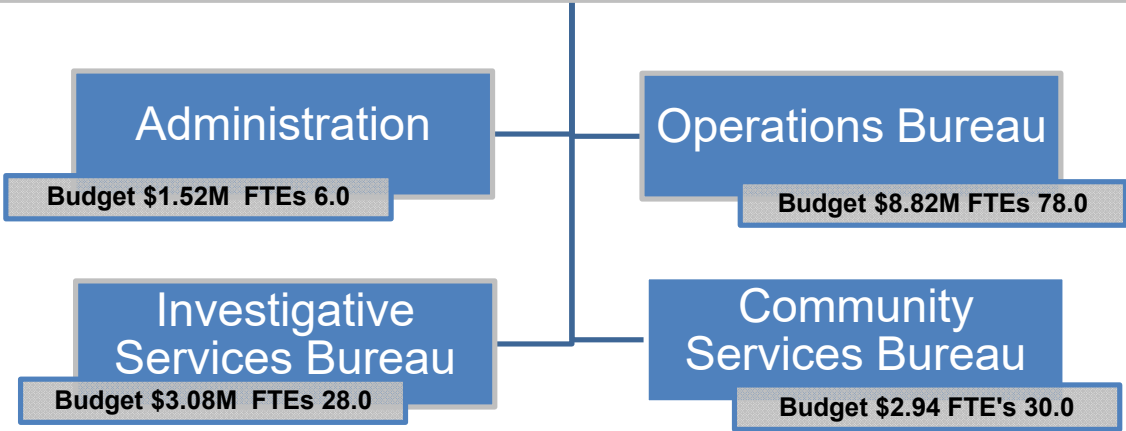 Administration
Budget $1.52M FTEs 6.0
Operations Bureau
Budget $8.82M FTEs 78.0
Investigative
Services Bureau
Budget $3.08M FTEs 28.0
Community
Services Bureau
Budget $2.94 FTE's 30.0